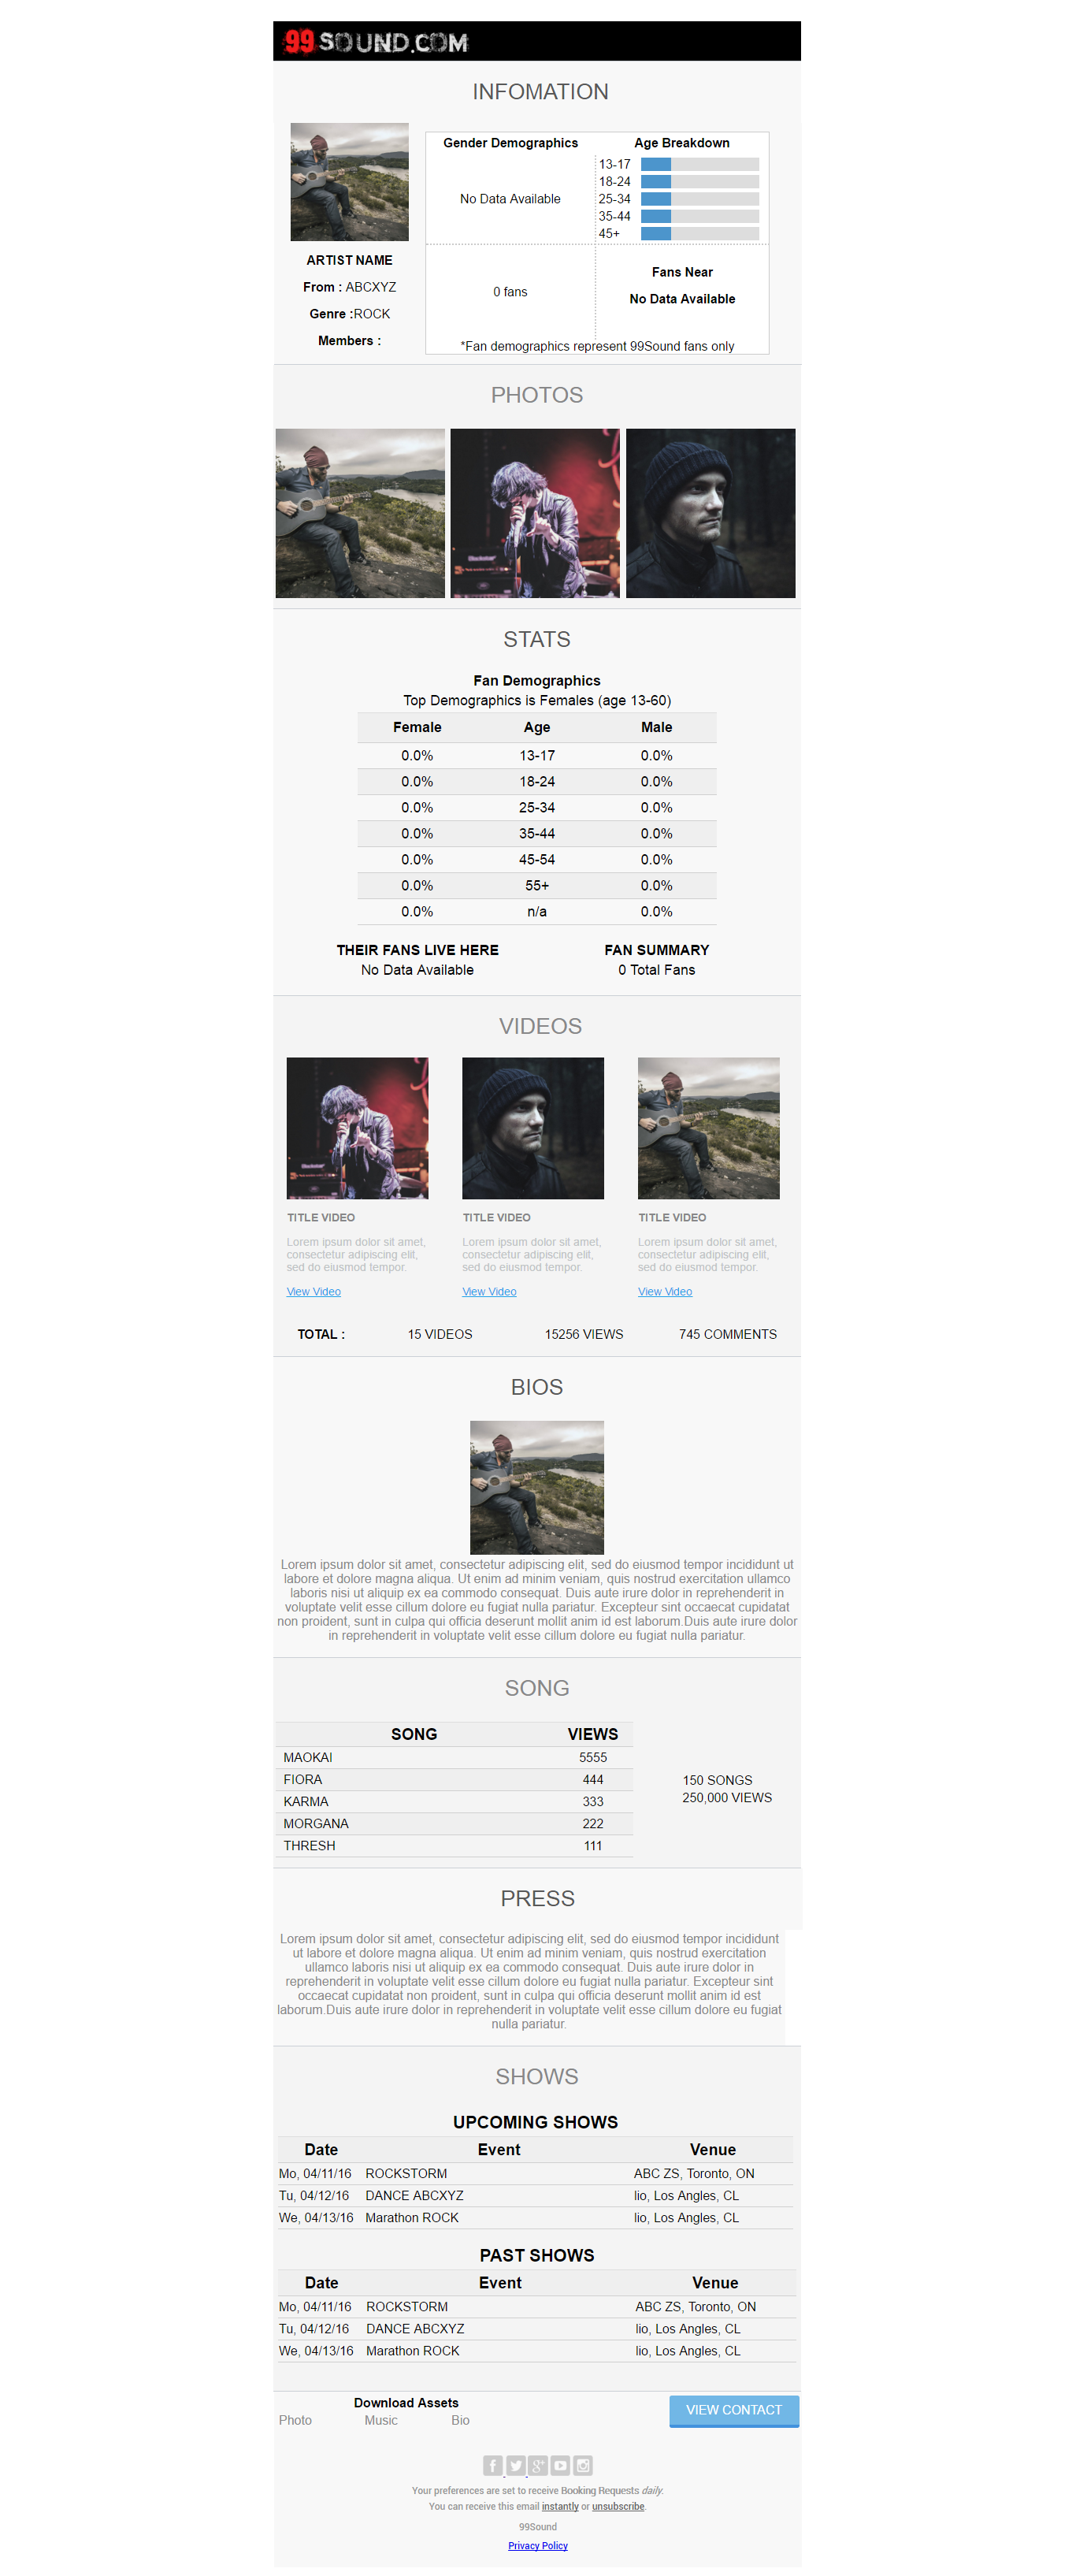 99SOUND.COM
INFOMATION
ARTIST NAME
From : ABCXYZ
Genre :ROCK
Members :
Gender Demographics
No Data Available
Age Breakdown
13-17
18-24
25-34
35-44
45+
0 fans
Fans Near
No Data Available
*Fan demographics represent 99Sound fans only
PHOTOS
STATS
Fan Demographics
Top Demographics is Females (age 13-60)
Female Age Male
0.0% 13-17 0.0%
0.0% 18-24 0.0%
0.0% 25-34 0.0%
0.0% 35-44 0.0%
0.0% 45-54 0.0%
0.0% 55+ 0.0%
0.0% n/a 0.0%
THEIR FANS LIVE HERE
No Data Available
FAN SUMMARY
0 Total Fans
VIDEOS
TITLE VIDEO
Lorem ipsum dolor sit amet,
consectetur adipiscing elit,
sed do eiusmod tempor.
View Video
TITLE VIDEO
Lorem ipsum dolor sit amet,
consectetur adipiscing elit,
sed do eiusmod tempor.
View Video
TITLE VIDEO
Lorem ipsum dolor sit amet,
consectetur adipiscing elit,
sed do eiusmod tempor.
View Video
TOTAL : 15 VIDEOS 15256 VIEWS 745 COMMENTS
BIOS
Lorem ipsum dolor sit amet, consectetur adipiscing elit, sed do eiusmod tempor incididunt ut
labore et dolore magna aliqua. Ut enim ad minim veniam, quis nostrud exercitation ullamco
laboris nisi ut aliquip ex ea commodo consequat. Duis aute irure dolor in reprehenderit in
voluptate velit esse cillum dolore eu fugiat nulla pariatur. Excepteur sint occaecat cupidatat
non proident, sunt in culpa qui officia deserunt mollit anim id est laborum.Duis aute irure dolor
in reprehenderit in voluptate velit esse cillum dolore eu fugiat nulla pariatur.
SONG
SONG VIEWS
MAOKAI 5555
FIORA 444
KARMA 333
MORGANA 222
THRESH 111
150 SONGS
250,000 VIEWS
PRESS
Lorem ipsum dolor sit amet, consectetur adipiscing elit, sed do eiusmod tempor incididunt
ut labore et dolore magna aliqua. Ut enim ad minim veniam, quis nostrud exercitation
ullamco laboris nisi ut aliquip ex ea commodo consequat. Duis aute irure dolor in
reprehenderit in voluptate velit esse cillum dolore eu fugiat nulla pariatur. Excepteur sint
occaecat cupidatat non proident, sunt in culpa qui officia deserunt mollit anim id est
laborum.Duis aute irure dolor in reprehenderit in voluptate velit esse cillum dolore eu fugiat
nulla pariatur.
SHOWS
UPCOMING SHOWS
Date Event Venue
Mo, 04/11/16 ROCKSTORM ABC ZS, Toronto, ON
Tu, 04/12/16 DANCE ABCXYZ lio, Los Angles, CL
We, 04/13/16 Marathon ROCK lio, Los Angles, CL
PAST SHOWS
Date Event Venue
Mo, 04/11/16 ROCKSTORM ABC ZS, Toronto, ON
Tu, 04/12/16 DANCE ABCXYZ lio, Los Angles, CL
We, 04/13/16 Marathon ROCK lio, Los Angles, CL
Download Assets
Photo Music Bio
VIEW CONTACT
Your preferences are set to receive Booking Requests daily.
You can receive this email instantly or unsubscribe.
99Sound
Privacy Policy